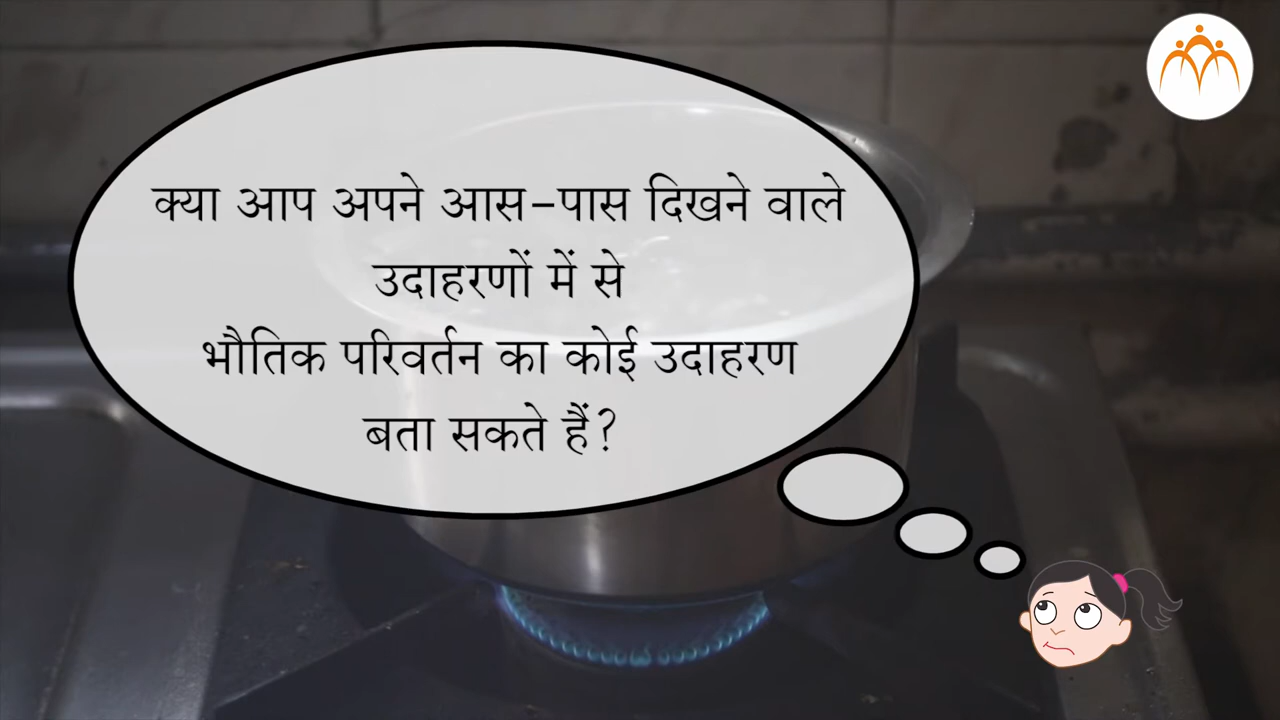 क्या आप अपने आस-पास दिखने वाले
उदाहरणों में से
भौतिक परिवर्तन का कोई उदाहरण
बता सकते हैं?